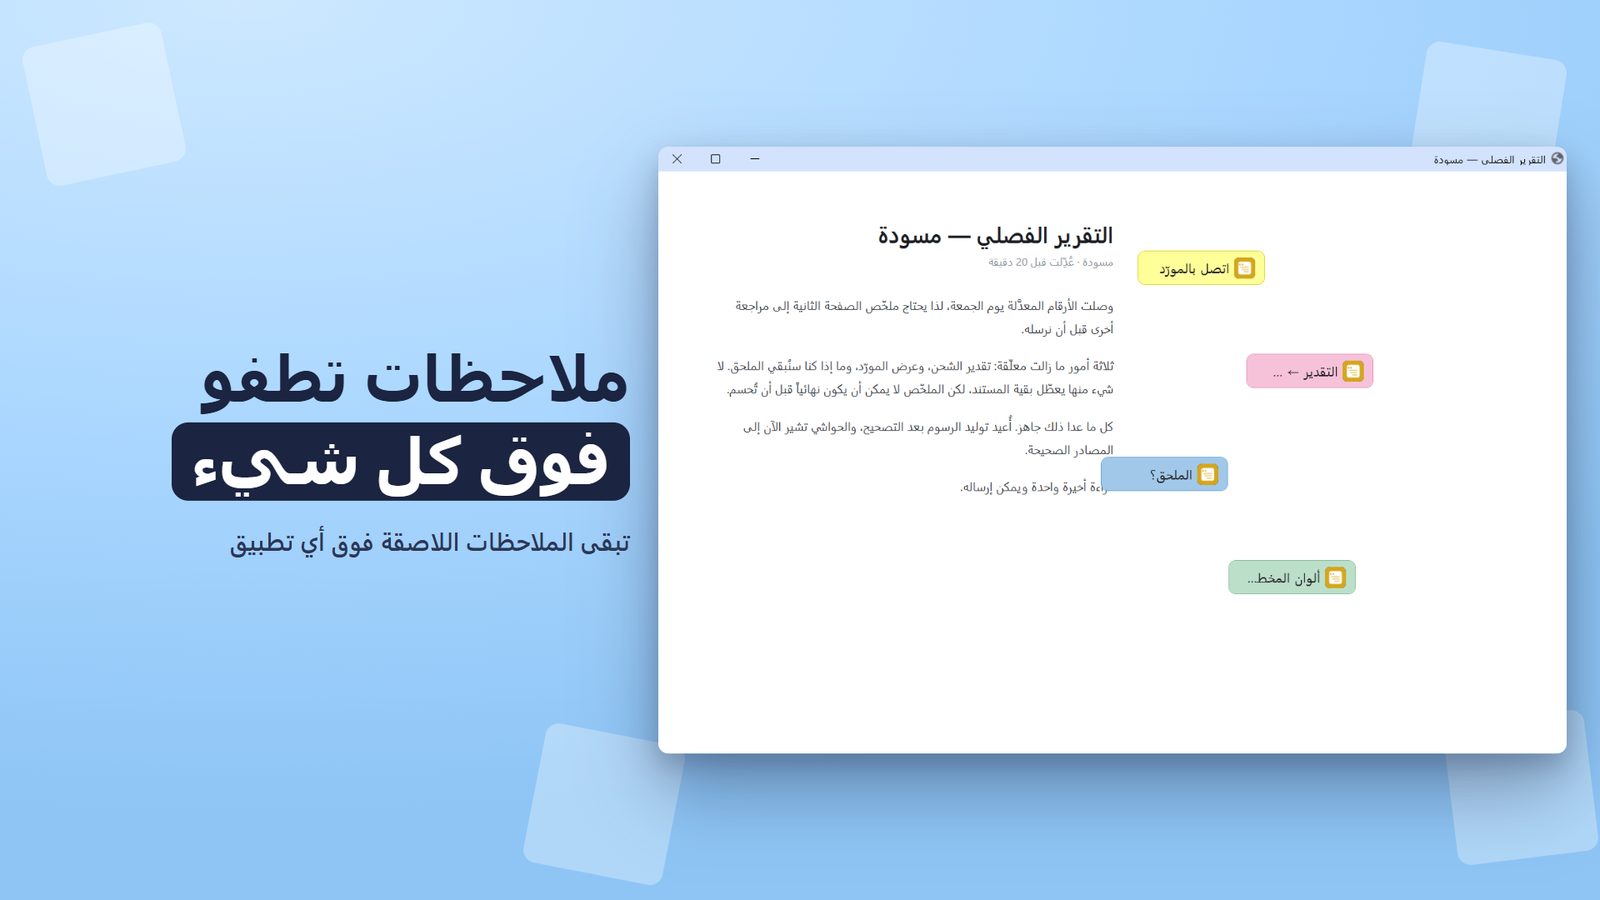 ملاحظات تطفو
فوق كل شيء
تبقى الملاحظات اللاصقة فوق أي تطبيق
التقرير الفصلي — مسودة
التقرير الفصلي — مسودة
مسودة · عُدّلت قبل 20 دقيقة
وصلت الأرقام المعدَّلة يوم الجمعة، لذا يحتاج ملخّص الصفحة الثانية إلى مراجعة
أخرى قبل أن نرسله.
ثلاثة أمور ما زالت معلّقة: تقدير الشحن، وعرض المورّد، وما إذا كنا سنُبقي الملحق. لا
شيء منها يعطّل بقية المستند، لكن الملخّص لا يمكن أن يكون نهائياً قبل أن تُحسم.
كل ما عدا ذلك جاهز. أُعيد توليد الرسوم بعد التصحيح، والحواشي تشير الآن إلى
المصادر الصحيحة.
أخيرة واحدة ويمكن إرساله.
اتصل بالمورّد
التقدير ← ...
الملحق؟
ألوان المخط...